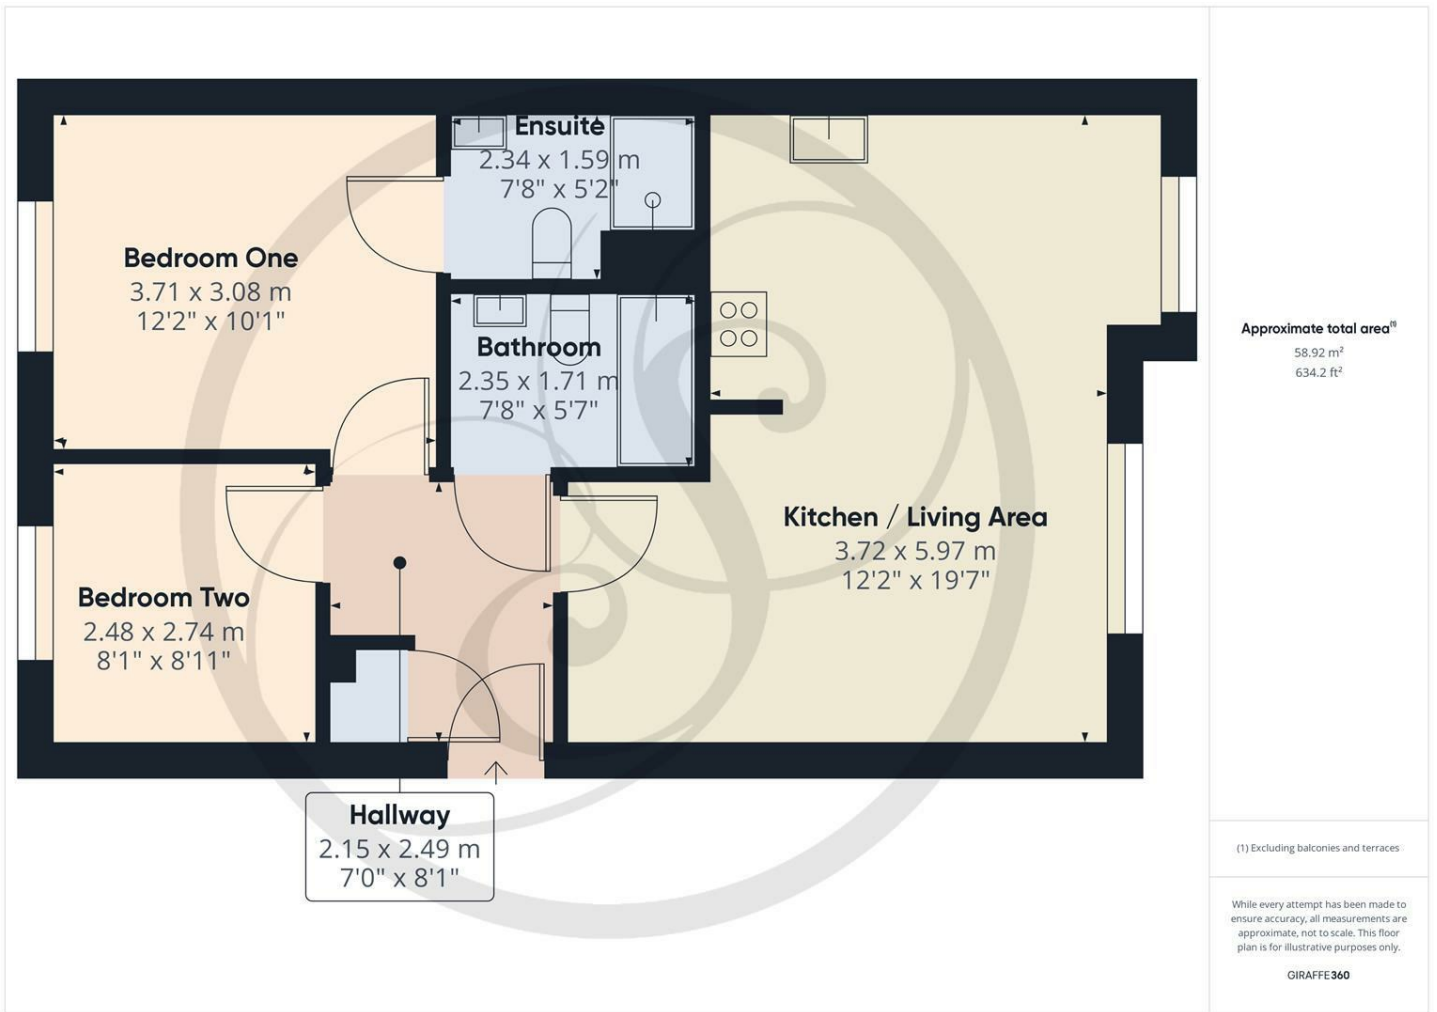 Ensuite
2.34 x 1.59 m
7'8" x 5'2"
Bedroom One
3.71 x 3.08 m
12'2" x 10'1"
Bathroom
2.35 x 1.71 m
7'8" x 5'7"
Kitchen / Living Area
3.72 x 5.97 m
12'2" x 19'7"
Bedroom Two
2.48 x 2.74 m
8'1" x 8'11"
Hallway
2.15 x 2.49 m
7'0" x 8'1"
Approximate total area(1)
58.92 m²
634.2 ft²
(1) Excluding balconies and terraces
While every attempt has been made to
ensure accuracy, all measurements are
approximate, not to scale. This floor
plan is for illustrative purposes only.
GIRAFFE360